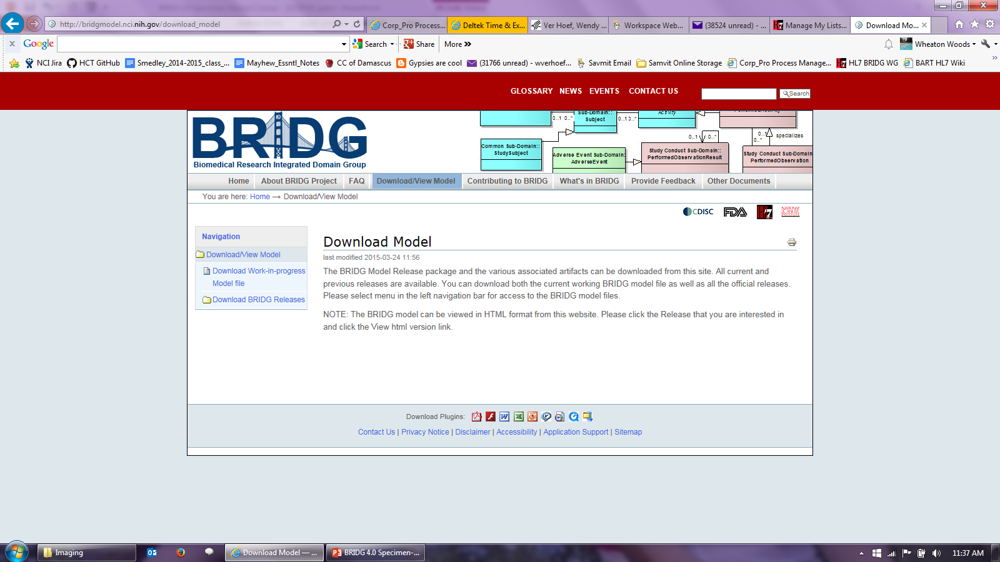 http://bridgmodel.nci.nih.gov/download_model
Corp_Pro Process...
Deltek Time & Ex...
Ver Hoef, Wendy ...
Workspace Web...
(38524 unread) - ...
Manage My Lists...
Download Mo...
Google
Search
Share
More »
Wheaton Woods
NCI Jira
HCT GitHub
Smedley_2014-2015_class_...
Mayhew_Essntl_Notes
CC of Damascus
Gypsies are cool
(31766 unread) - wverhoef...
Savmit Email
Samvit Online Storage
Corp_Pro Process Manage...
HL7 BRIDG WG
BART HL7 Wiki
GLOSSARY NEWS EVENTS CONTACT US
Search
BRIDG
Biomedical Research Integrated Domain Group
Sub-Domain::
Subject
Activity
0..1 0..*
0..1 0..*
Common Sub-Domain::
StudySubject
Adverse Event Sub-Domain:
AdverseEvent
Study Conduct Sub-Domain::
PerformedObservationResult
0..1 0..*
0..1
0..*
specializes
Study Conduct Sub-Domain
PerformedObservation
Home
About BRIDG Project
FAQ
Download/View Model
Contributing to BRIDG
What's in BRIDG
Provide Feedback
Other Documents
You are here: Home → Download/View Model
CDISC
FDA
NATIONAL CANCER INSTITUTE
Navigation
Download/View Model
Download Work-in-progress
Model file
Download BRIDG Releases
Download Model
last modified 2015-03-24 11:56
The BRIDG Model Release package and the various associated artifacts can be downloaded from this site. All current and
previous releases are available. You can download both the current working BRIDG model file as well as all the official releases.
Please select menu in the left navigation bar for access to the BRIDG model files.
NOTE: The BRIDG model can be viewed in HTML format from this website. Please click the Release that you are interested in
and click the View html version link.
Download Plugins:
Contact Us | Privacy Notice | Disclaimer | Accessibility | Application Support | Sitemap
Imaging
Download Model — ...
BRIDG 4.0 Specimen-...
11:37 AM